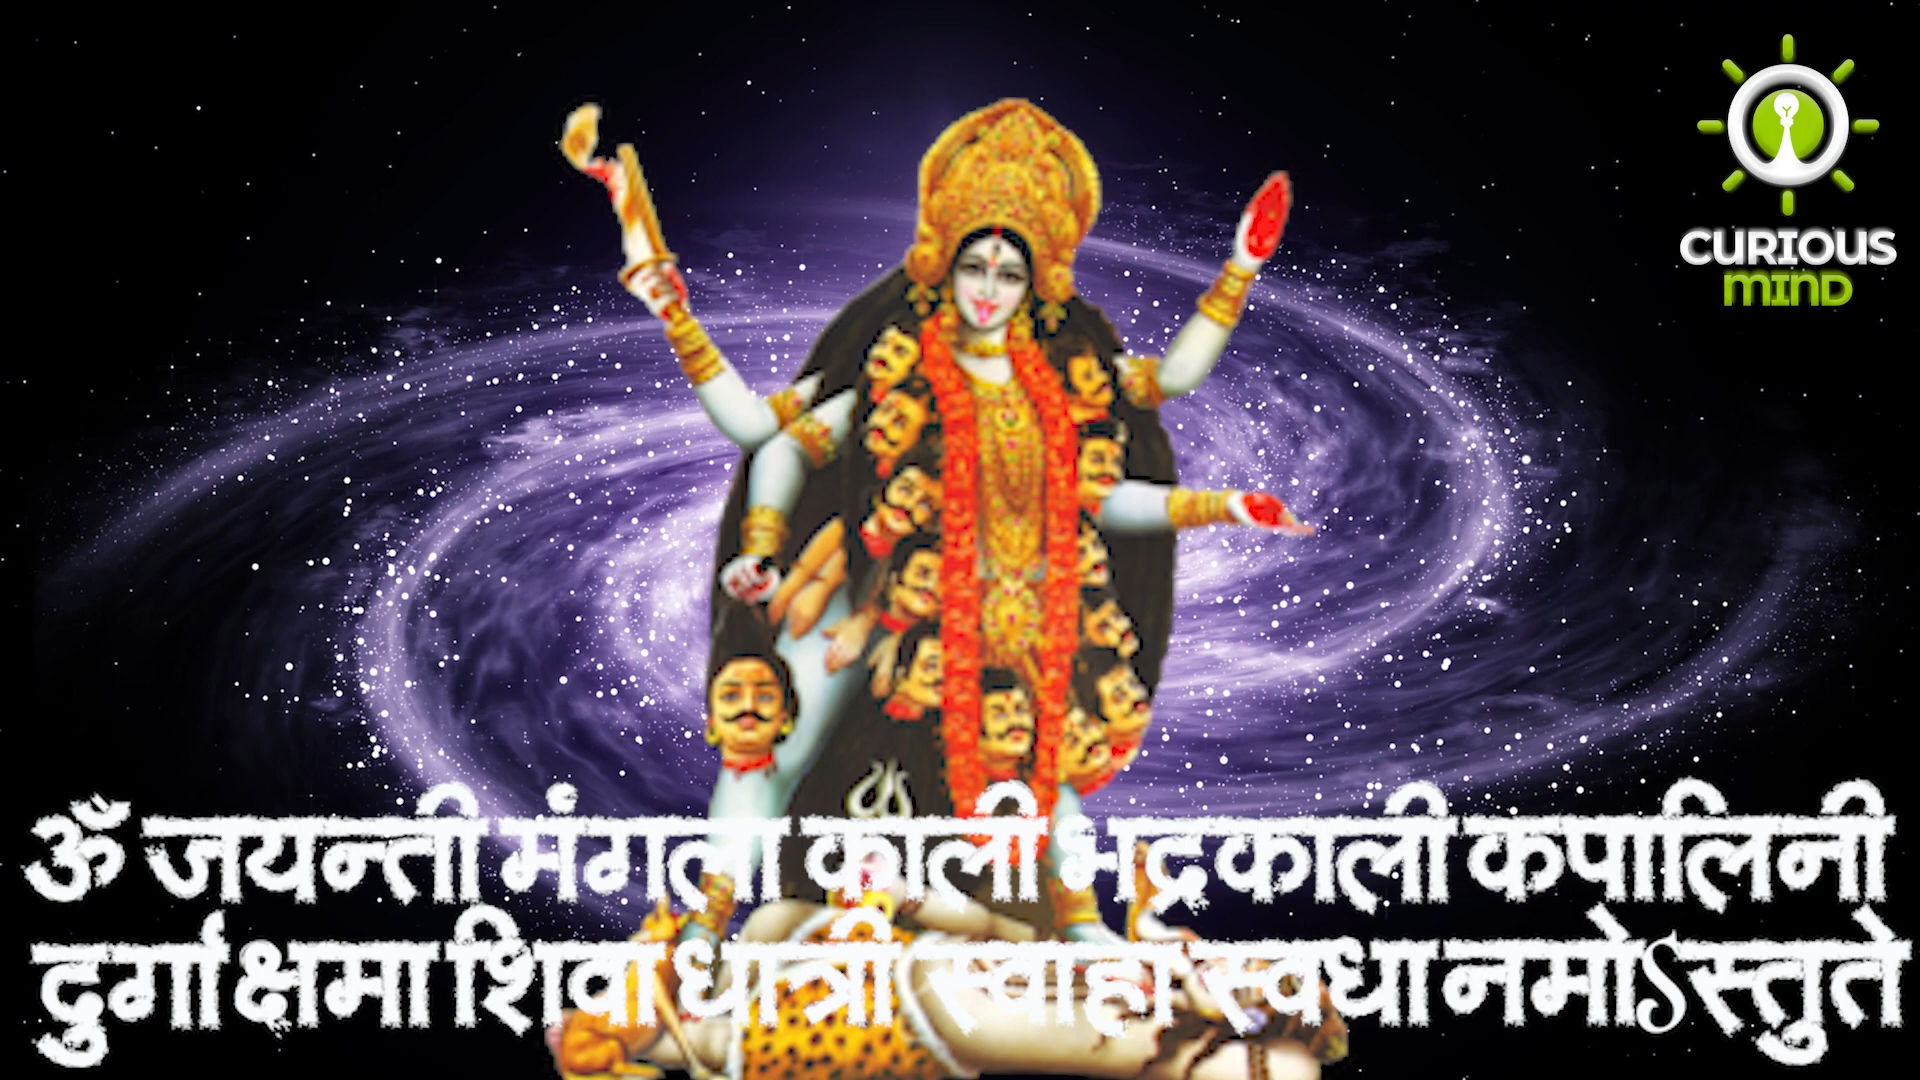 CURIOUS
MIND
ॐ जयन्ती मंगला काली भद्रकाली कपालिनी
दुर्गा क्षमा शिवा धात्री स्वाहा स्वधा नमोऽस्तुते